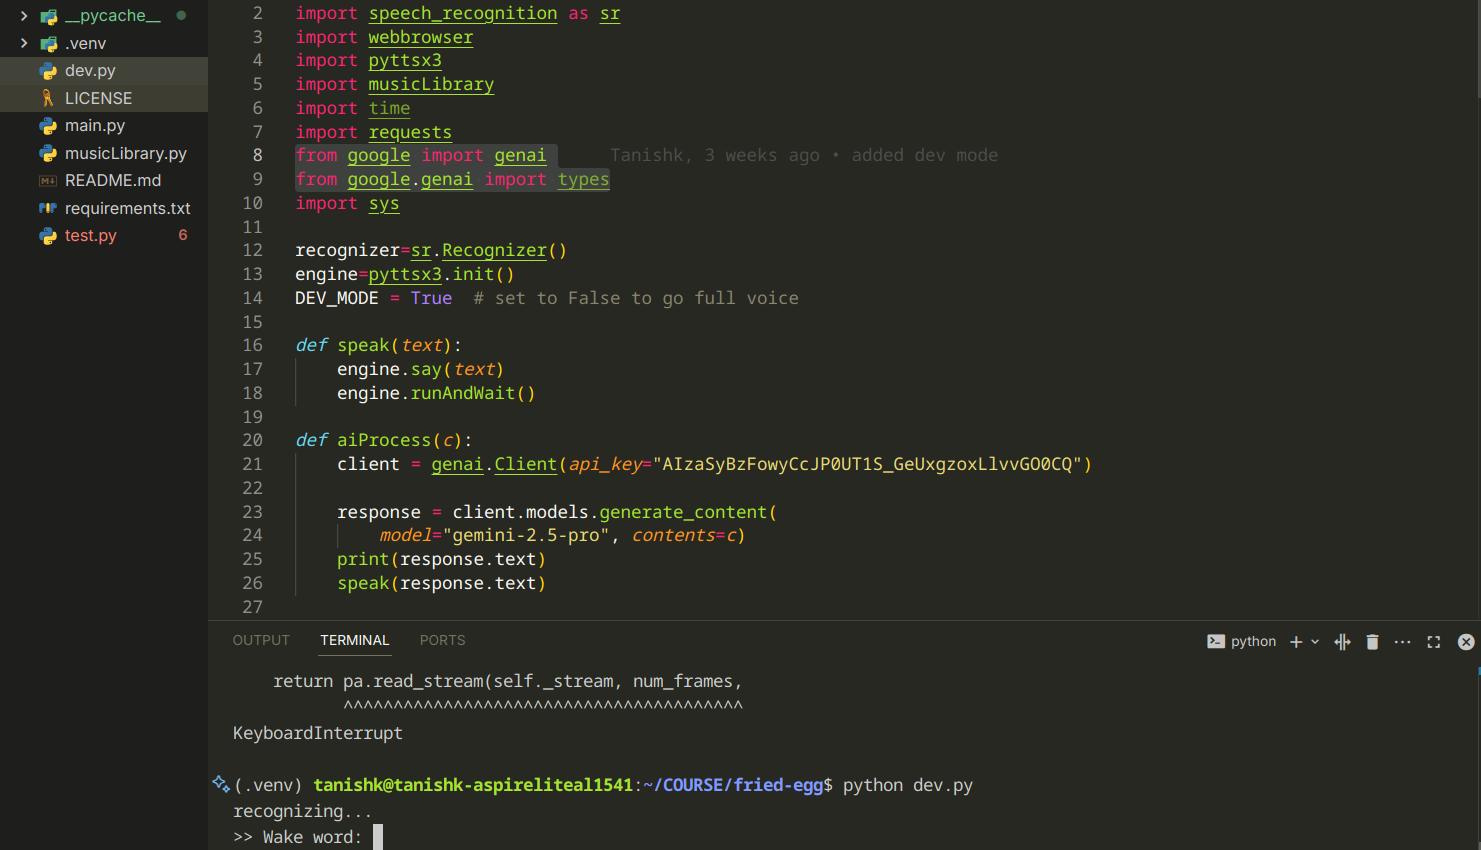 __pycache__
.venv
dev.py
LICENSE
main.py
musicLibrary.py
README.md
requirements.txt
test.py 6
2 import speech_recognition as sr
3 import webbrowser
4 import pyttsx3
5 import musicLibrary
6 import time
7 import requests
8 from google import genai Tanishk, 3 weeks ago • added dev mode
9 from google.genai import types
10 import sys
11
12 recognizer=sr.Recognizer()
13 engine=pyttsx3.init()
14 DEV_MODE = True # set to False to go full voice
15
16 def speak(text):
17 engine.say(text)
18 engine.runAndWait()
19
20 def aiProcess(c):
21 client = genai.Client(api_key="AIzaSyBzFowyCcJP0UT1S_GeUxgzoxLlvvGO0CQ")
22
23 response = client.models.generate_content(
24 model="gemini-2.5-pro", contents=c)
25 print(response.text)
26 speak(response.text)
27
OUTPUT TERMINAL PORTS python
return pa.read_stream(self._stream, num_frames,
^^^^^^^^^^^^^^^^^^^^^^^^^^^^^^^^^^^^^^^^
KeyboardInterrupt
(.venv) tanishk@tanishk-aspireliteal1541:~/COURSE/fried-egg$ python dev.py
recognizing...
>> Wake word: